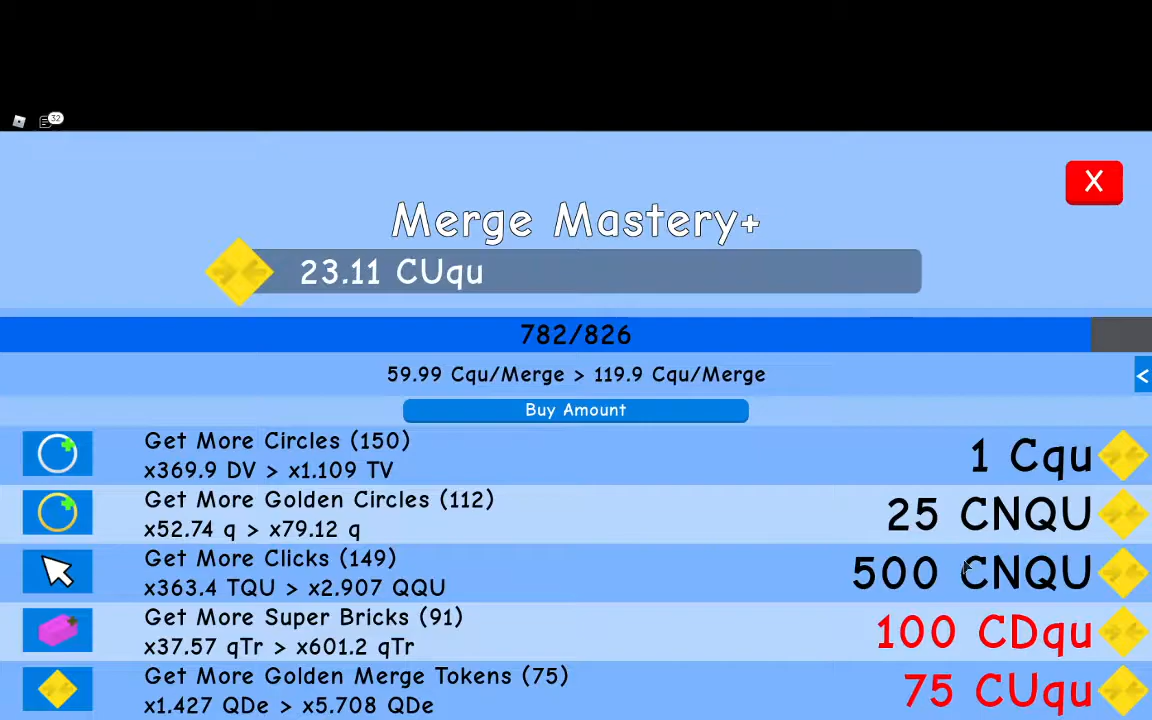 32
X
Merge Mastery+
23.11 CUqu
782/826
59.99 Cqu/Merge > 119.9 Cqu/Merge
<
Buy Amount
Get More Circles (150)
x369.9 DV > x1.109 TV
1 Cqu
Get More Golden Circles (112)
x52.74 q > x79.12 q
25 CNQU
Get More Clicks (149)
x363.4 TQU > x2.907 QQU
500 CNQU
Get More Super Bricks (91)
x37.57 qTr > x601.2 qTr
100 CDqu
Get More Golden Merge Tokens (75)
x1.427 QDe > x5.708 QDe
75 CUqu